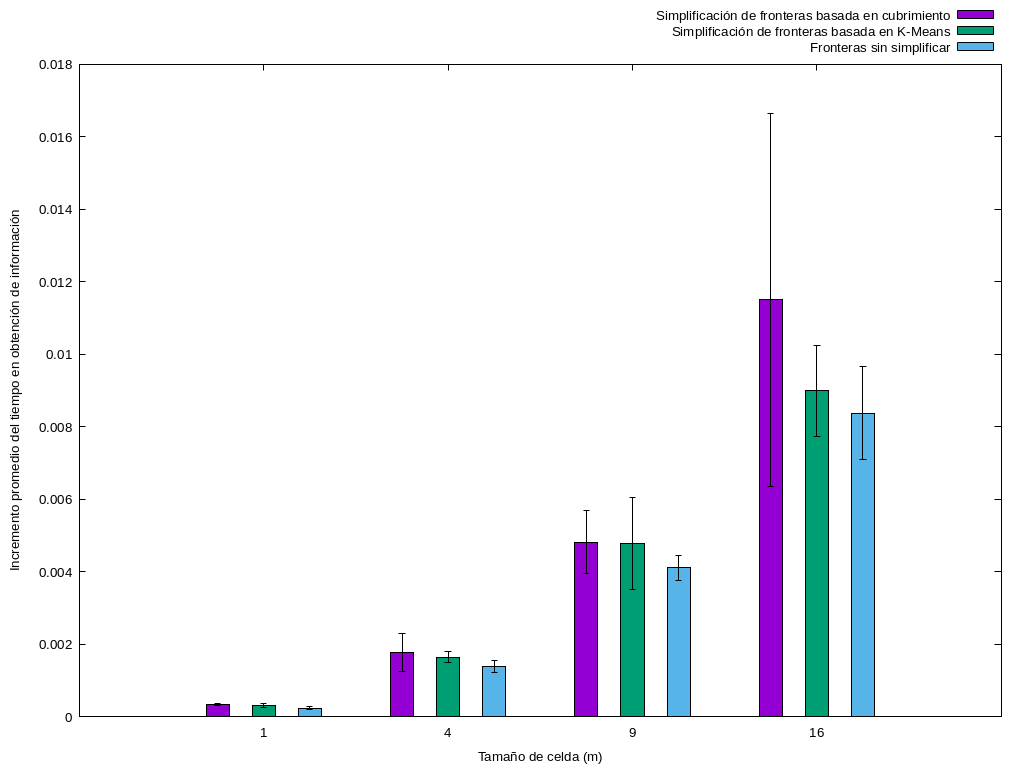 Simplificación de fronteras basada en cubrimiento
Simplificación de fronteras basada en K-Means
Fronteras sin simplificar
0.018
0.016
0.014
0.012
0.01
0.008
0.006
0.004
0.002
0
Incremento promedio del tiempo en obtención de información
1 4 9 16
Tamaño de celda (m)